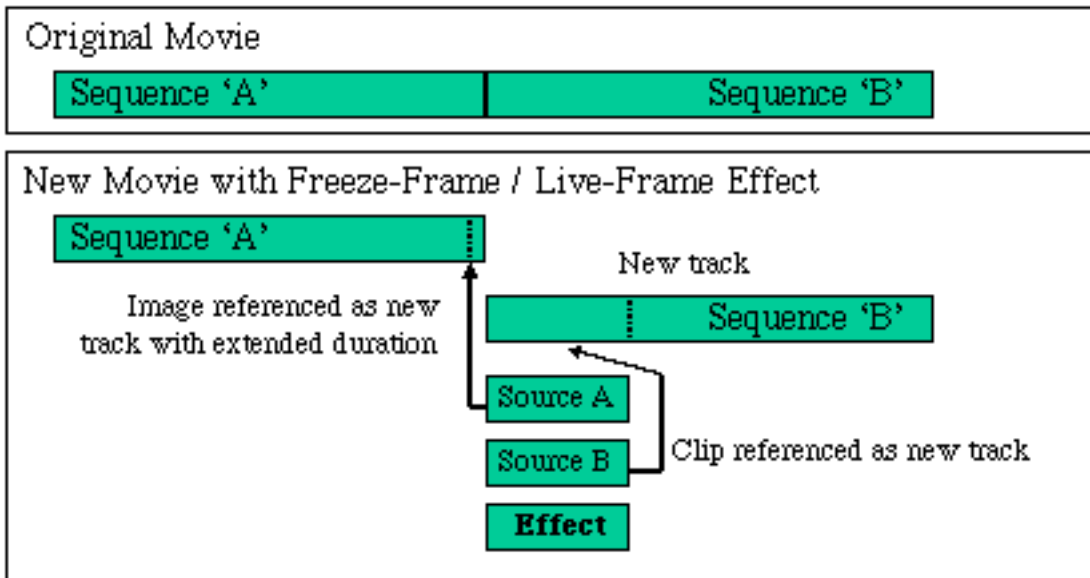 Original Movie
Sequence ‘A’
Sequence ‘B’
New Movie with Freeze-Frame / Live-Frame Effect
Sequence ‘A’
New track
Image referenced as new
track with extended duration
Sequence ‘B’
Source A
Source B
Clip referenced as new track
Effect